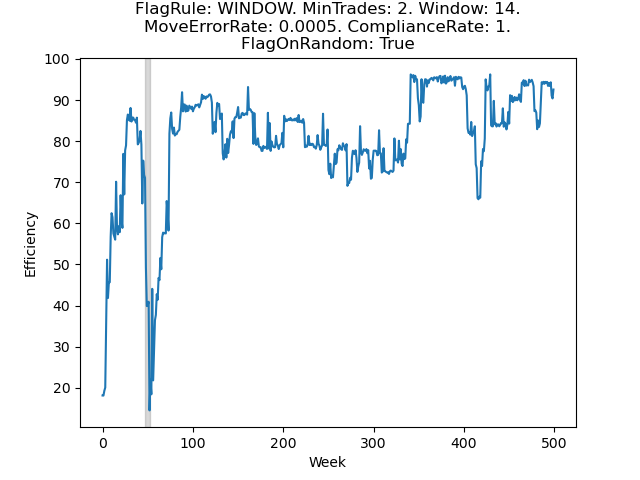 FlagRule: WINDOW. MinTrades: 2. Window: 14.
MoveErrorRate: 0.0005. ComplianceRate: 1.
FlagOnRandom: True
100
90
80
70
60
50
40
30
20
Efficiency
0 100 200 300 400 500
Week